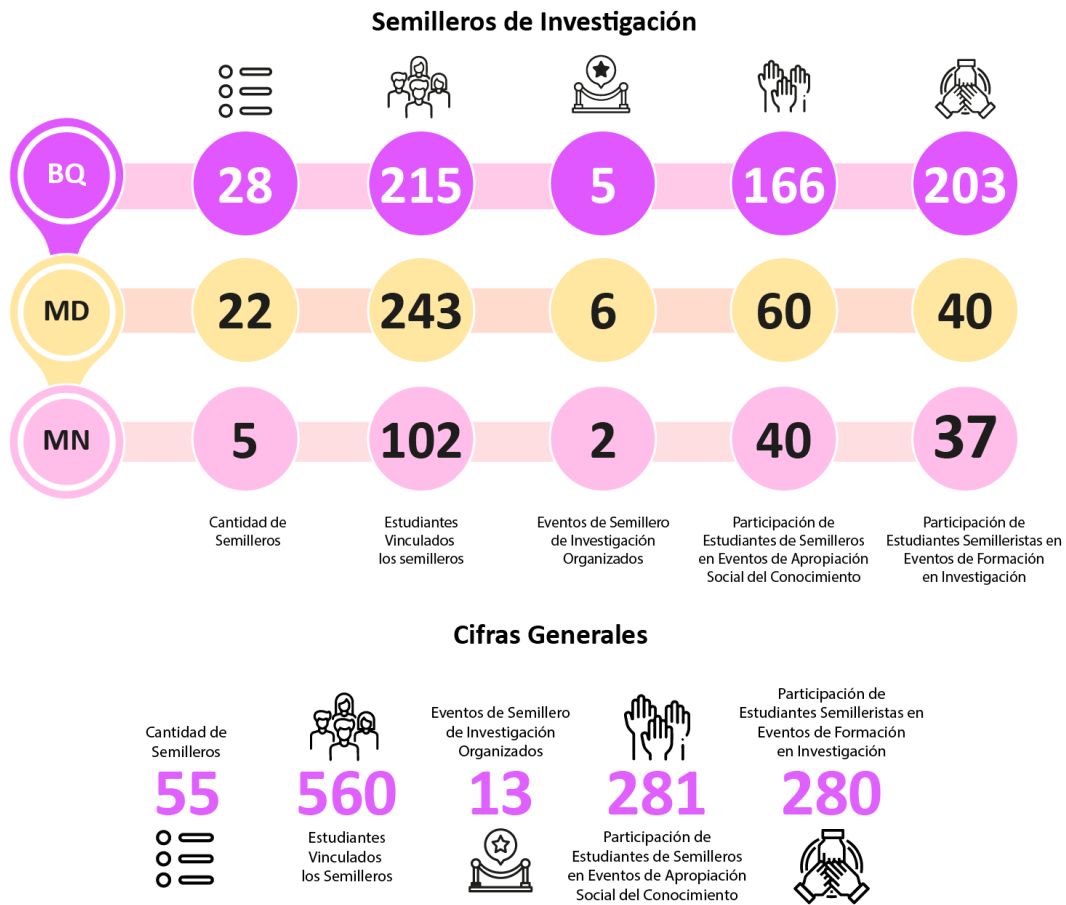 Semilleros de Investigación
BQ
28
215
5
166
203
MD
22
243
6
60
40
MN
5
102
2
40
37
Cantidad de
Semilleros
Estudiantes
Vinculados
los semilleros
Eventos de Semillero
de Investigación
Organizados
Participación de
Estudiantes de Semilleros
en Eventos de Apropiación
Social del Conocimiento
Participación de
Estudiantes Semilleristas en
Eventos de Formación
en Investigación
Cifras Generales
Cantidad de
Semilleros
55
560
Estudiantes
Vinculados
los Semilleros
Eventos de Semillero
de Investigación
Organizados
13
281
Participación de
Estudiantes de Semilleros
en Eventos de Apropiación
Social del Conocimiento
Participación de
Estudiantes Semilleristas en
Eventos de Formación
en Investigación
280